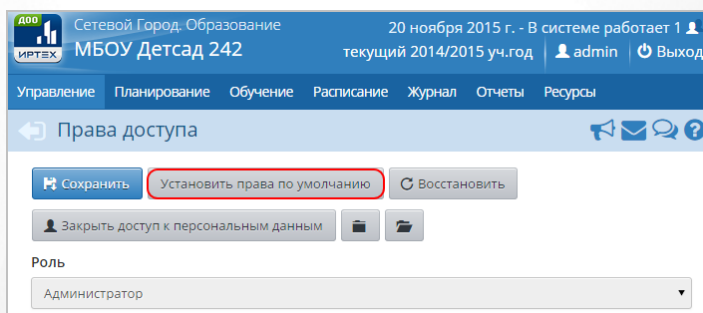 ДОО
ИРТЕХ
Сетевой Город. Образование
20 ноября 2015 г. - В системе работает 1
МБОУ Детсад 242
текущий 2014/2015 уч.год
admin
Выход
Управление Планирование Обучение Расписание Журнал Отчеты Ресурсы
Права доступа
Сохранить Установить права по умолчанию Восстановить
Закрыть доступ к персональным данным
Роль
Администратор